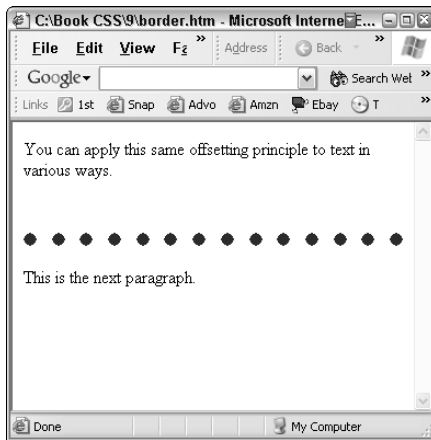 C:\Book CSS\9\border.htm - Microsoft Interne E...
File Edit View Fa » Address Back »
Google Search Wet »
Links 1st Snap Advo Amzn Ebay T »
You can apply this same offsetting principle to text in
various ways.
This is the next paragraph.
Done My Computer